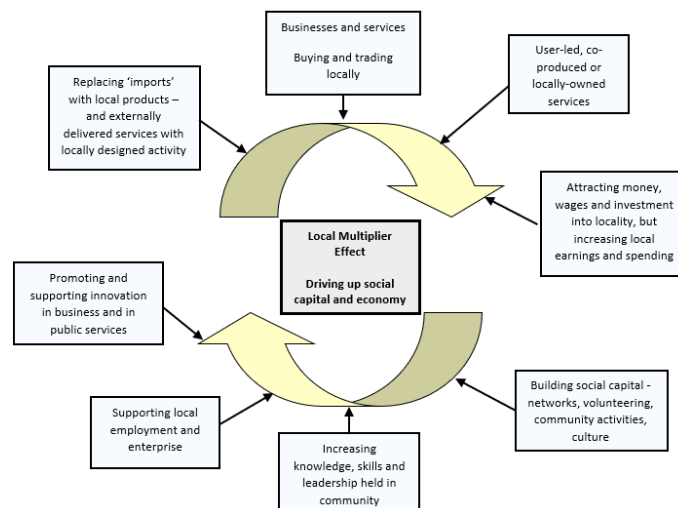 Businesses and services
Buying and trading
locally
User-led, co-
produced or
locally-owned
services
Replacing ‘imports’
with local products –
and externally
delivered services with
locally designed activity
Attracting money,
wages and investment
into locality, but
increasing local
earnings and spending
Local Multiplier
Effect
Driving up social
capital and economy
Promoting and
supporting innovation
in business and in
public services
Building social capital -
networks, volunteering,
community activities,
culture
Supporting local
employment and
enterprise
Increasing
knowledge, skills and
leadership held in
community